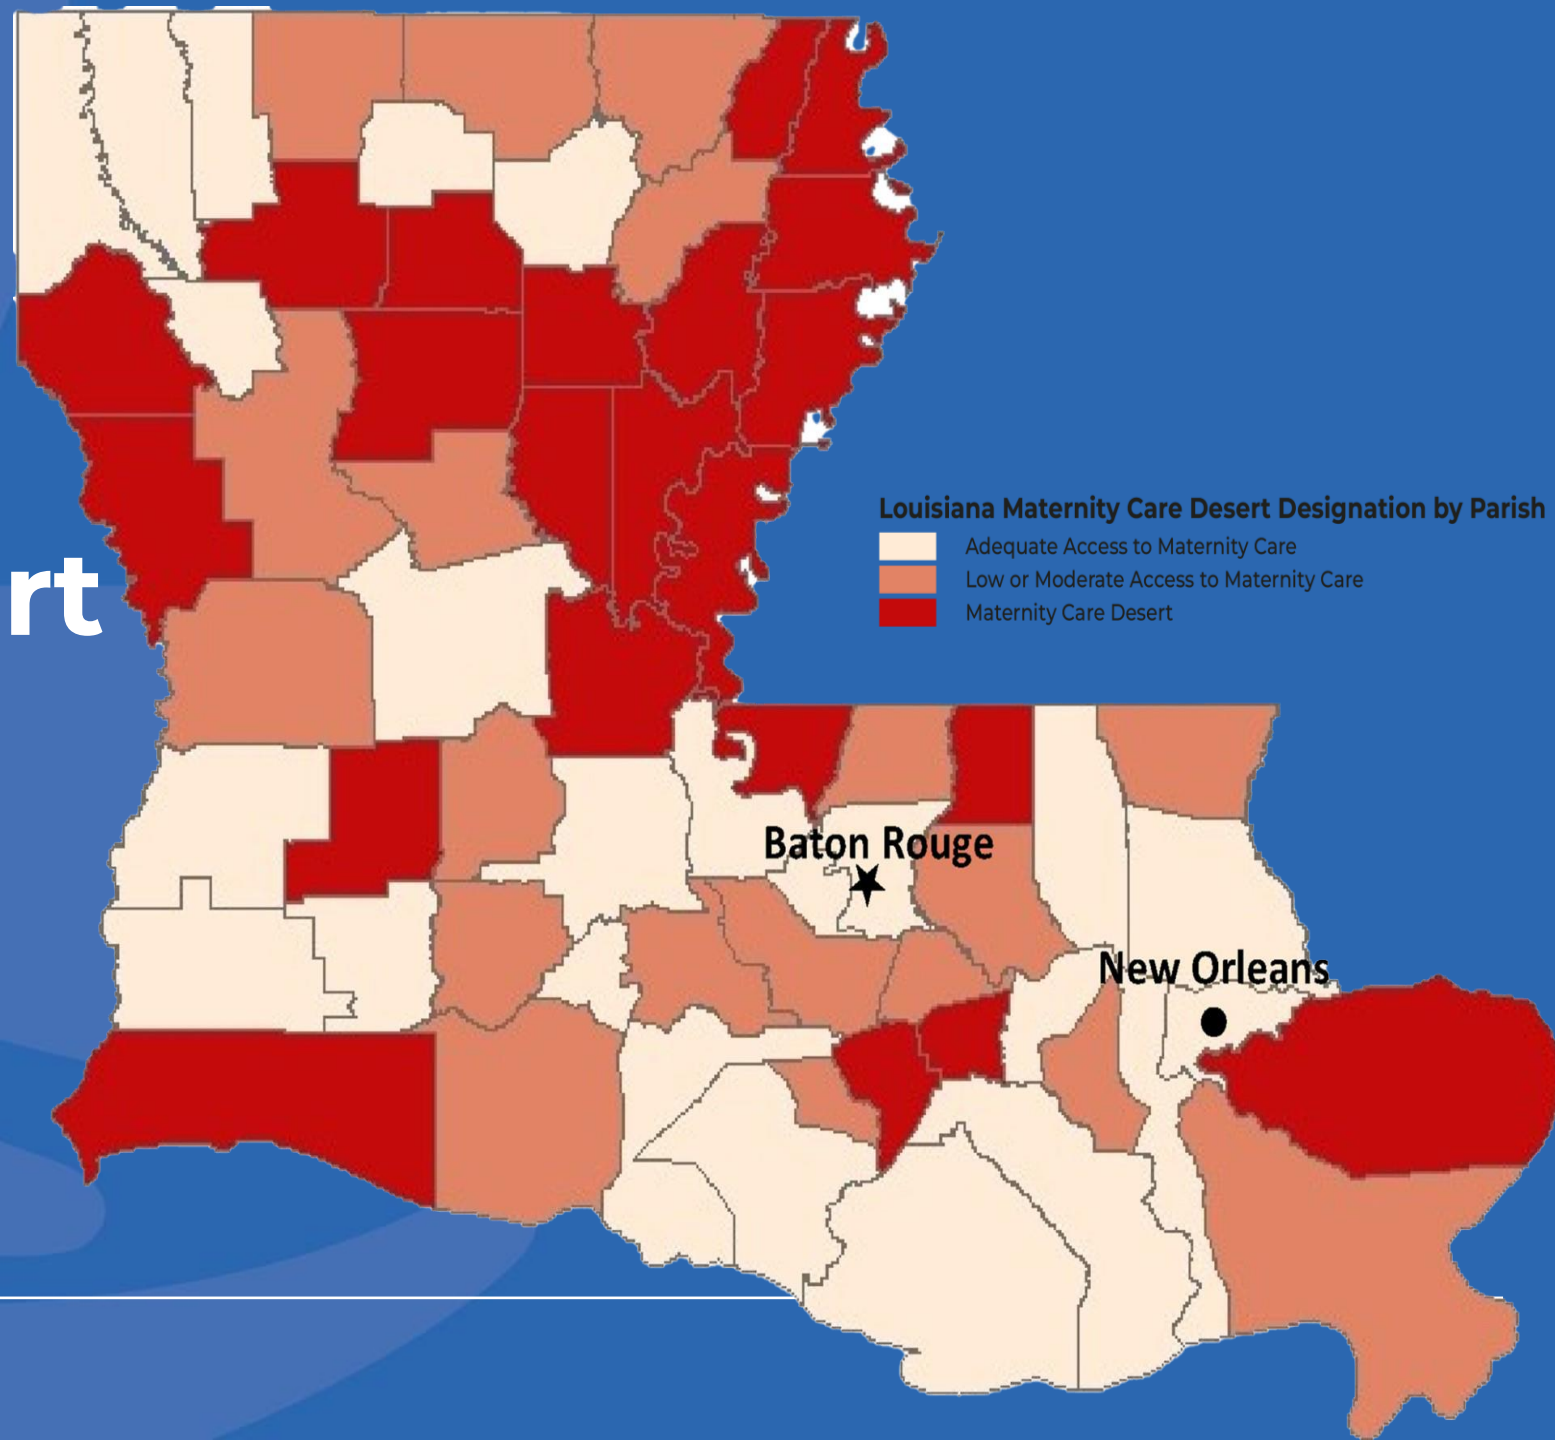 rt
Louisiana Maternity Care Desert Designation by Parish
Adequate Access to Maternity Care
Low or Moderate Access to Maternity Care
Maternity Care Desert
Baton Rouge
New Orleans